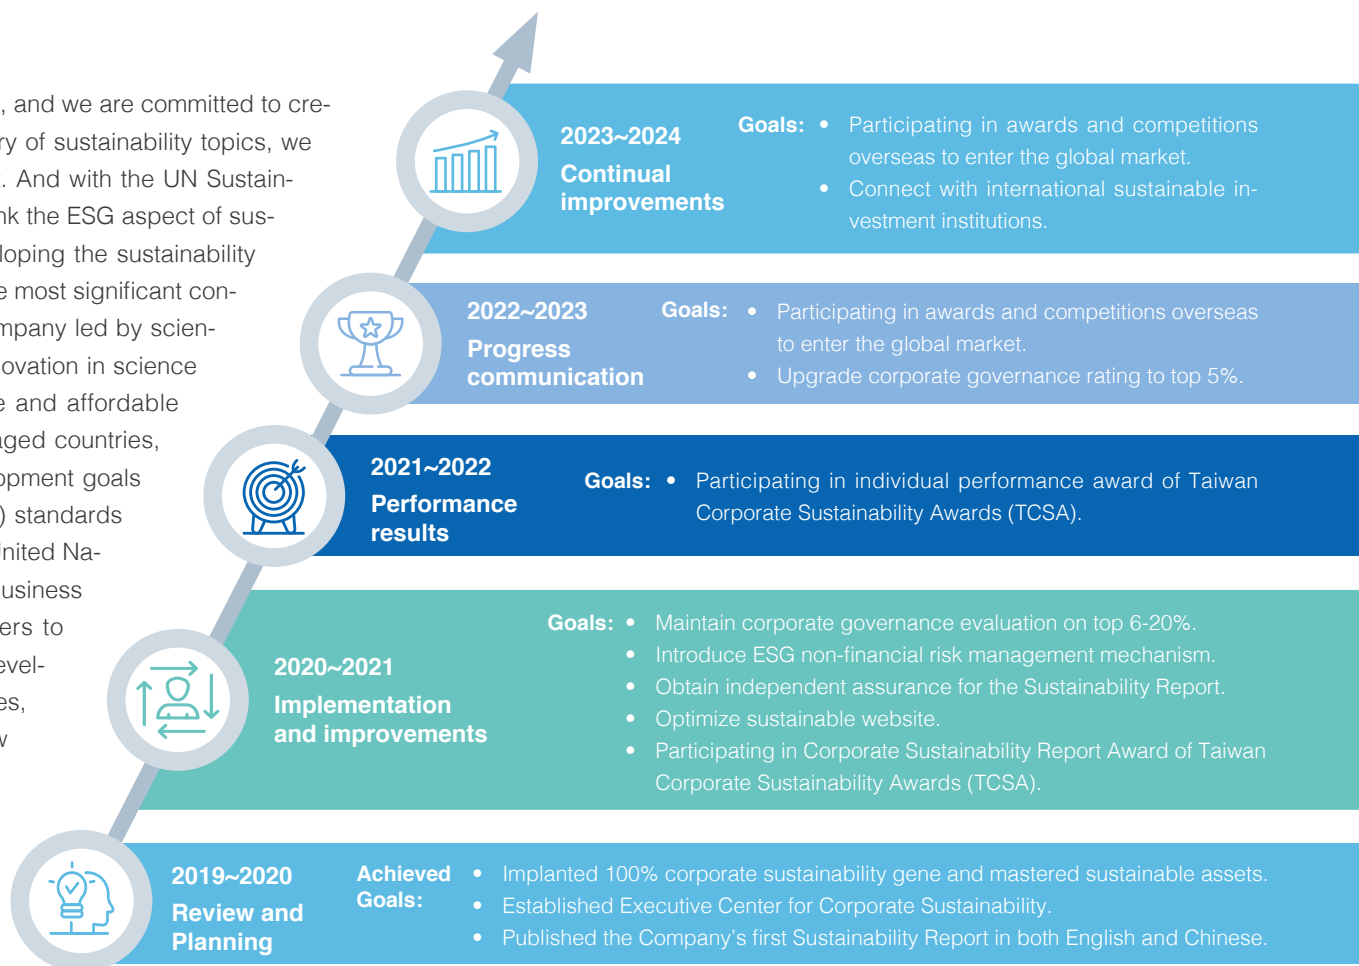 , and we are committed to cre-
ry of sustainability topics, we
. And with the UN Sustain-
nk the ESG aspect of sus-
loping the sustainability
e most significant con-
mpany led by scien-
ovation in science
e and affordable
aged countries,
opment goals
) standards
Jnited Na-
usiness
ers to
evel-
es,
w
2023~2024
Continual
improvements
Goals: • Participating in awards and competitions
overseas to enter the global market.
• Connect with international sustainable in-
vestment institutions.
2022~2023
Progress
communication
Goals: • Participating in awards and competitions overseas
to enter the global market.
• Upgrade corporate governance rating to top 5%.
2021~2022
Performance
results
Goals: • Participating in individual performance award of Taiwan
Corporate Sustainability Awards (TCSA).
2020~2021
Implementation
and improvements
Goals: • Maintain corporate governance evaluation on top 6-20%.
• Introduce ESG non-financial risk management mechanism.
• Obtain independent assurance for the Sustainability Report.
• Optimize sustainable website.
• Participating in Corporate Sustainability Report Award of Taiwan
Corporate Sustainability Awards (TCSA).
2019~2020
Review and
Planning
Achieved
Goals:
• Implanted 100% corporate sustainability gene and mastered sustainable assets.
• Established Executive Center for Corporate Sustainability.
• Published the Company's first Sustainability Report in both English and Chinese.